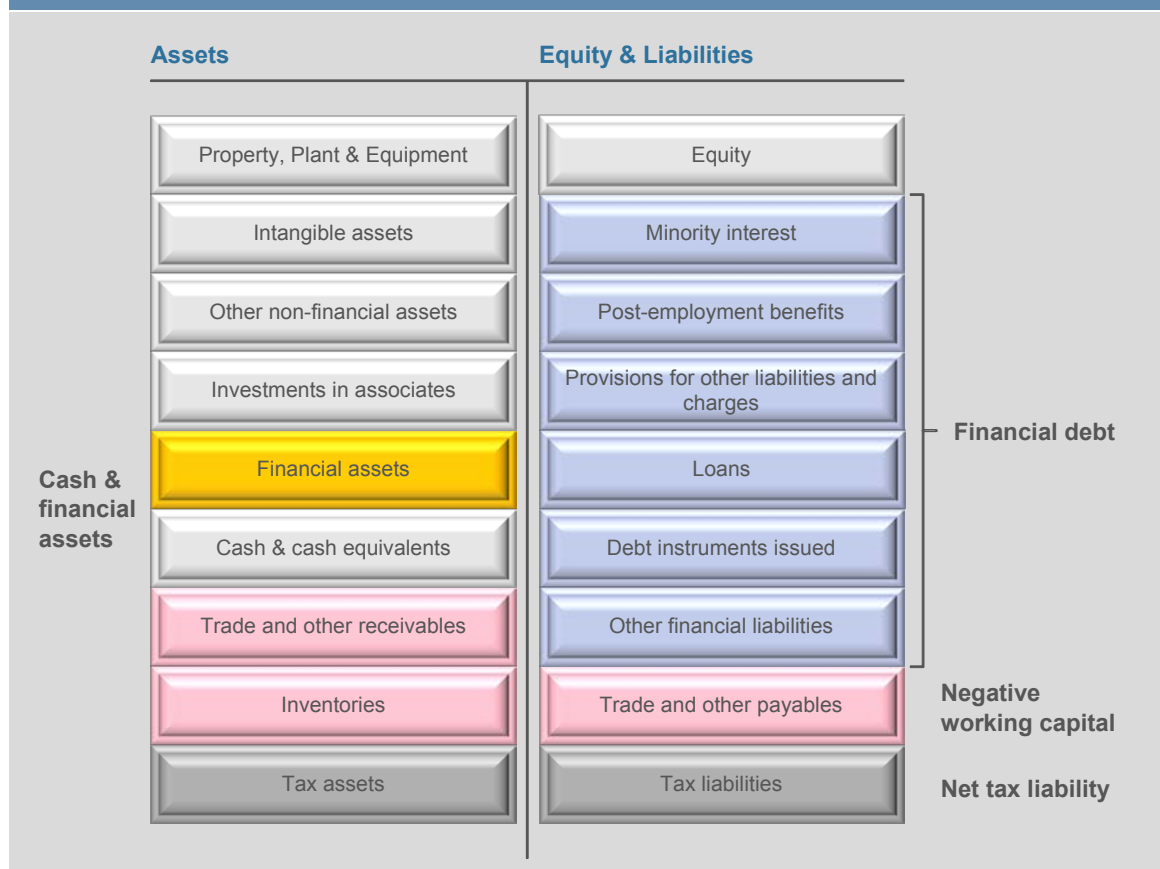 Assets
Equity & Liabilities
Property, Plant & Equipment
Equity
Intangible assets
Minority interest
Other non-financial assets
Post-employment benefits
Investments in associates
Provisions for other liabilities and
charges
Financial debt
Cash &
financial
assets
Financial assets
Loans
Cash & cash equivalents
Debt instruments issued
Trade and other receivables
Other financial liabilities
Inventories
Trade and other payables
Negative
working capital
Tax assets
Tax liabilities
Net tax liability